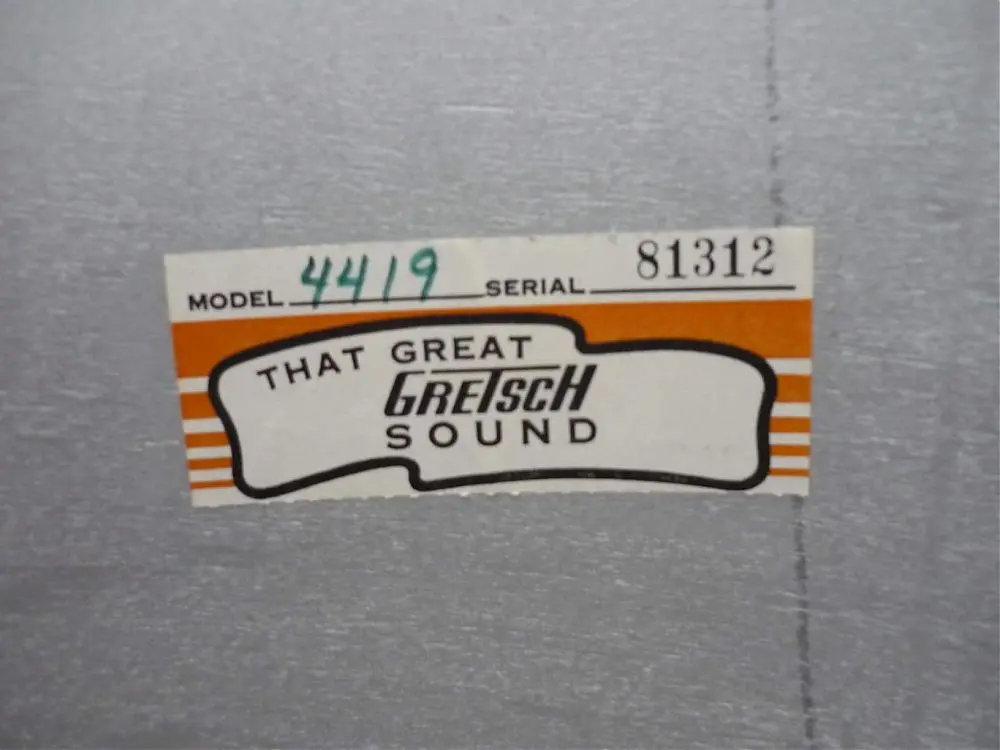 MODEL 4419 SERIAL 81312
THAT GREAT
GRETSCH
SOUND